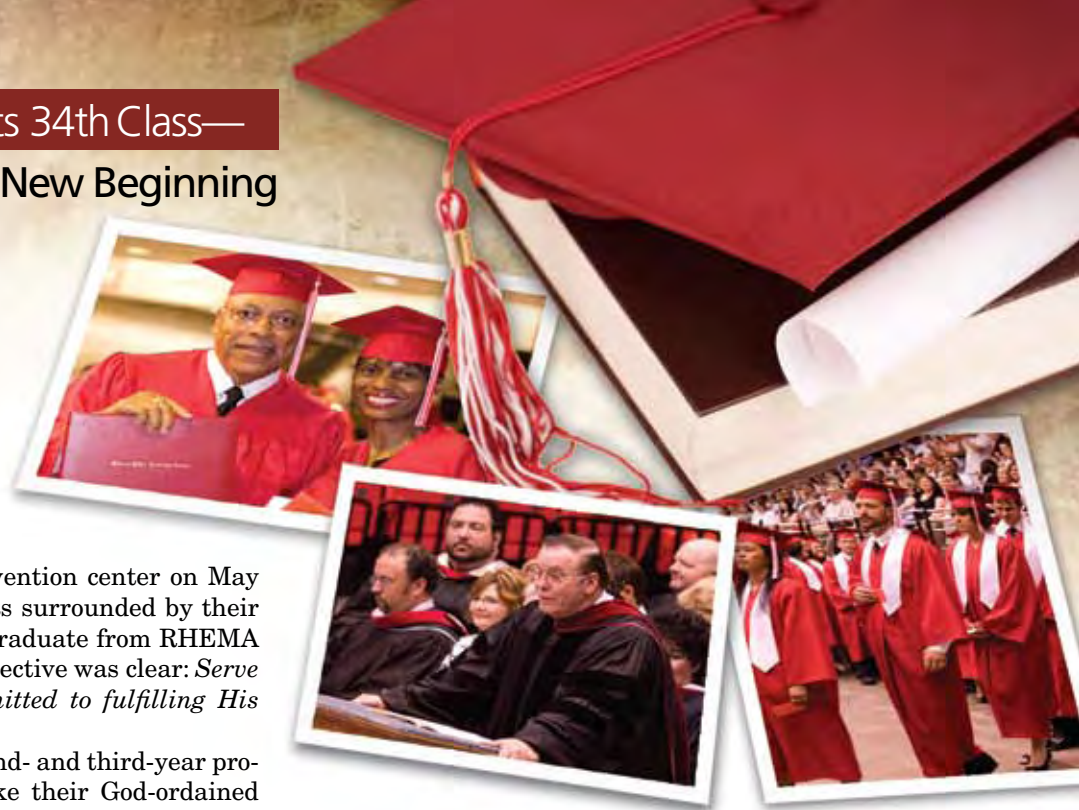 ts 34th Class—
New Beginning
vention center on May
s surrounded by their
raduate from RHEMA
ective was clear: Serve
mitted to fulfilling His
nd- and third-year pro-
ke their God-ordained